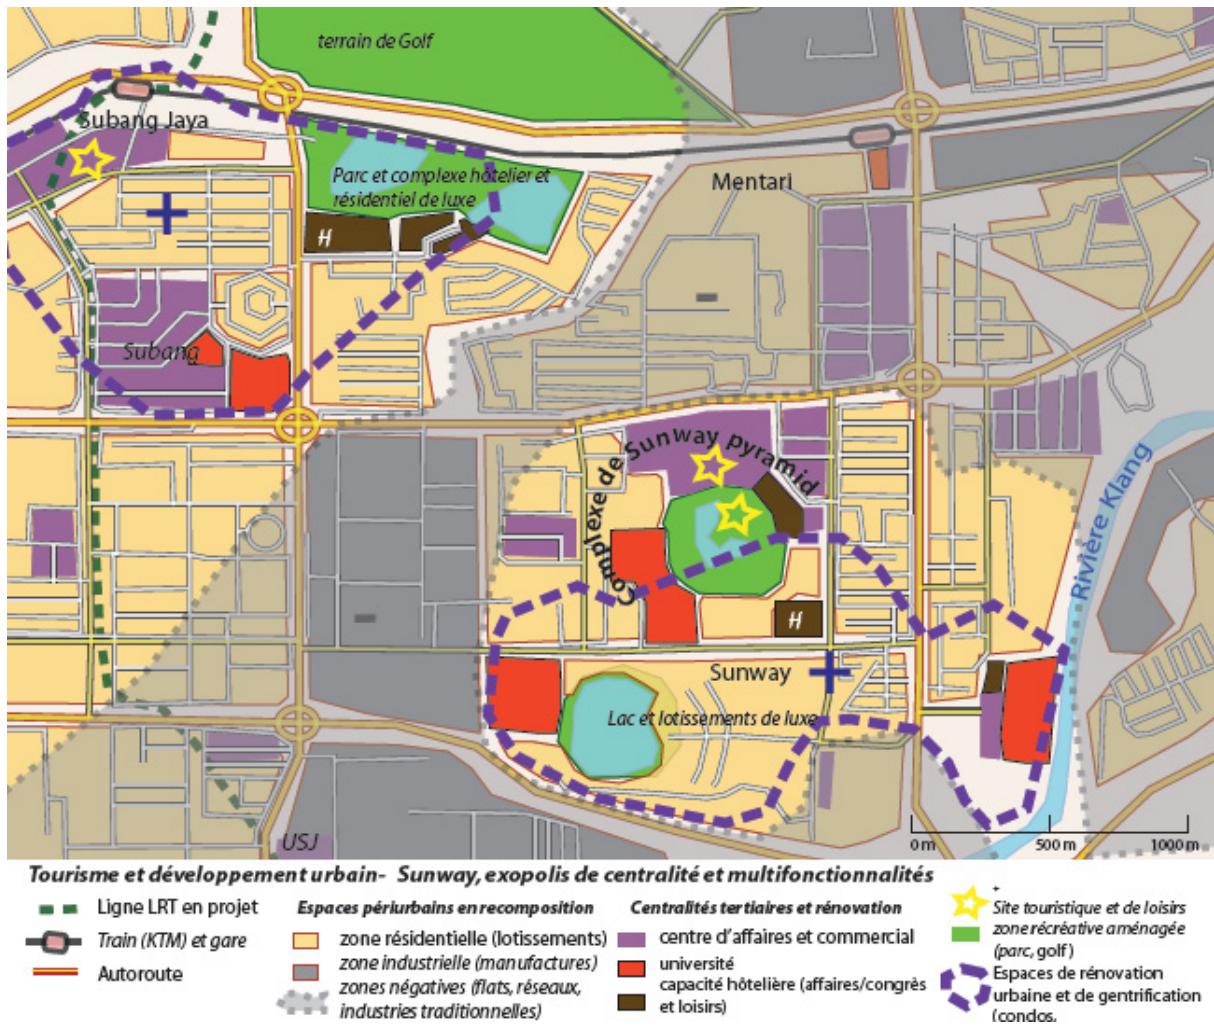 terrain de Golf
Subang Jaya
Parc et complexe hôtelier et
résidentiel de luxe
Mentari
H
Subang
Complexe de Sunway pyramid
Rivière Klang
H
Sunway
Lac et lotissements de luxe
USJ
0 m 500 m 1000 m
Tourisme et développement urbain- Sunway, exopolis de centralité et multifonctionnalités
Ligne LRT en projet
Train (KTM) et gare
Autoroute
Espaces périurbains en recomposition
zone résidentielle (lotissements)
zone industrielle (manufactures)
zones négatives (flats, réseaux,
industries traditionnelles)
Centralités tertiaires et rénovation
centre d'affaires et commercial
université
capacité hôtelière (affaires/congrès
et loisirs)
Site touristique et de loisirs
zone récréative aménagée
(parc, golf)
Espaces de rénovation
urbaine et de gentrification
(condos,